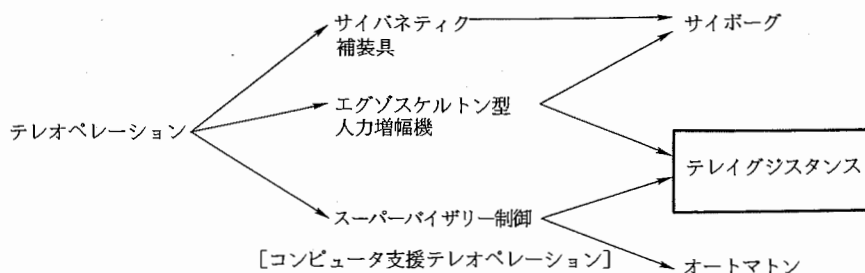 サイバネティク
補装具
サイボーグ
テレオペレーション
エグゾスケルトン型
人力増幅機
テレイグジスタンス
スーパーバイザリー制御
[コンピュータ支援テレオペレーション]
オートマトン